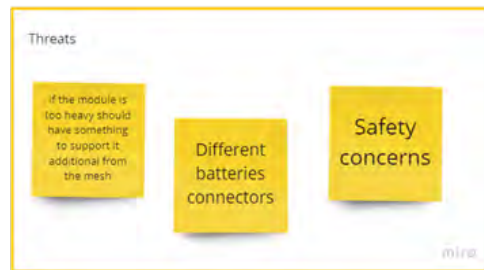 Threats
If the module is
too heavy should
have something
to support it
additional from
the mesh
Different
batteries
connectors
Safety
concerns
miro